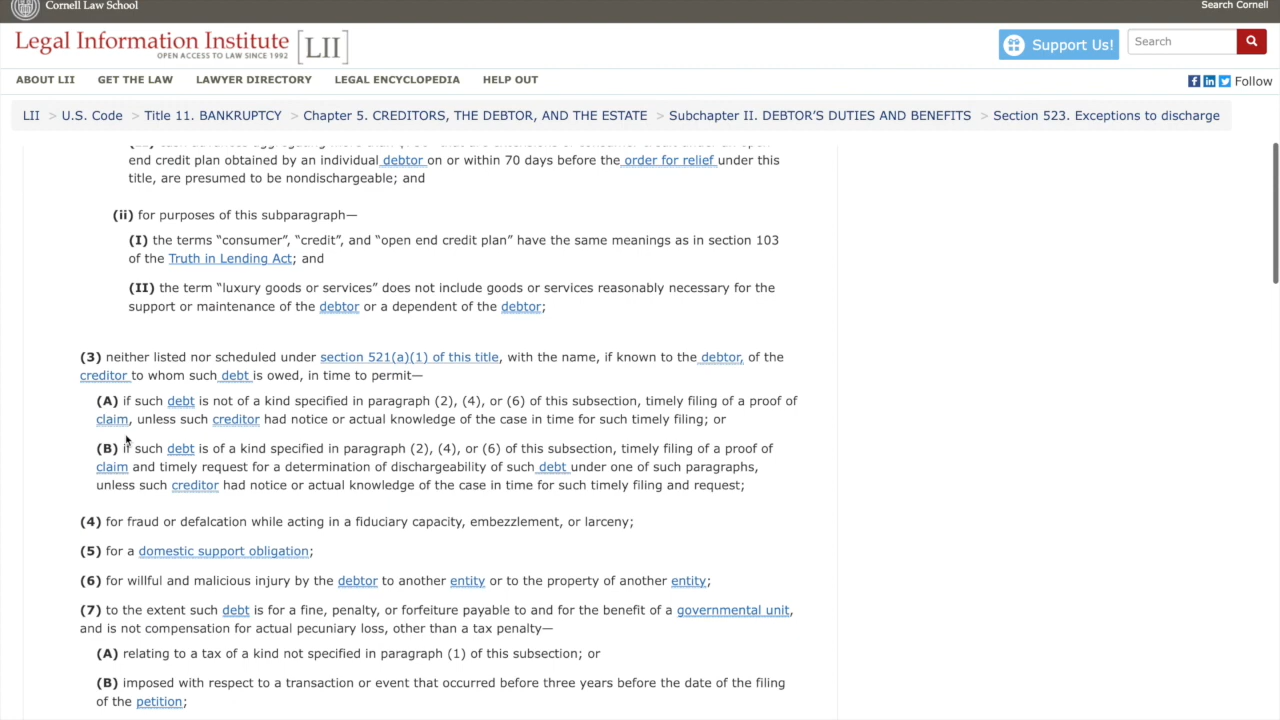 Cornell Law School
Search Cornell
Legal Information Institute [LII]
OPEN ACCESS TO LAW SINCE 1992
Support Us!
Search
ABOUT LII GET THE LAW LAWYER DIRECTORY LEGAL ENCYCLOPEDIA HELP OUT
Follow
LII > U.S. Code > Title 11. BANKRUPTCY > Chapter 5. CREDITORS, THE DEBTOR, AND THE ESTATE > Subchapter II. DEBTOR’S DUTIES AND BENEFITS > Section 523. Exceptions to discharge
end credit plan obtained by an individual debtor on or within 70 days before the order for relief under this
title, are presumed to be nondischargeable; and
(ii) for purposes of this subparagraph—
(I) the terms “consumer”, “credit”, and “open end credit plan” have the same meanings as in section 103
of the Truth in Lending Act; and
(II) the term “luxury goods or services” does not include goods or services reasonably necessary for the
support or maintenance of the debtor or a dependent of the debtor;
(3) neither listed nor scheduled under section 521(a)(1) of this title, with the name, if known to the debtor, of the
creditor to whom such debt is owed, in time to permit—
(A) if such debt is not of a kind specified in paragraph (2), (4), or (6) of this subsection, timely filing of a proof of
claim, unless such creditor had notice or actual knowledge of the case in time for such timely filing; or
(B) if such debt is of a kind specified in paragraph (2), (4), or (6) of this subsection, timely filing of a proof of
claim and timely request for a determination of dischargeability of such debt under one of such paragraphs,
unless such creditor had notice or actual knowledge of the case in time for such timely filing and request;
(4) for fraud or defalcation while acting in a fiduciary capacity, embezzlement, or larceny;
(5) for a domestic support obligation;
(6) for willful and malicious injury by the debtor to another entity or to the property of another entity;
(7) to the extent such debt is for a fine, penalty, or forfeiture payable to and for the benefit of a governmental unit,
and is not compensation for actual pecuniary loss, other than a tax penalty—
(A) relating to a tax of a kind not specified in paragraph (1) of this subsection; or
(B) imposed with respect to a transaction or event that occurred before three years before the date of the filing
of the petition;